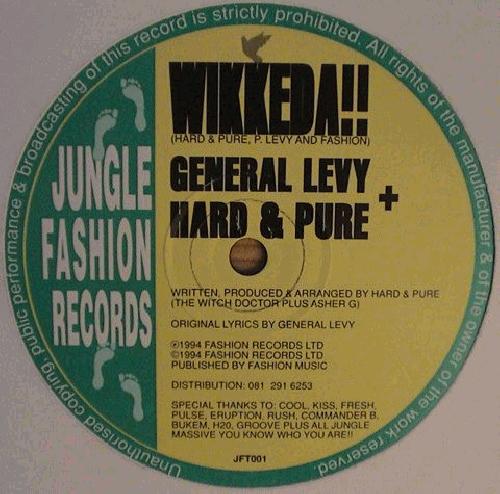 Unauthorised copying, public performance & broadcasting of this record is strictly prohibited. All rights of the manufacturer & of the owner of the work reserved.
JUNGLE
FASHION
RECORDS
WIKKEDA!!
(HARD & PURE, P. LEVY AND FASHION)
GENERAL LEVY +
HARD & PURE
WRITTEN, PRODUCED & ARRANGED BY HARD & PURE
(THE WITCH DOCTOR PLUS ASHER G)
ORIGINAL LYRICS BY GENERAL LEVY
℗1994 FASHION RECORDS LTD
©1994 FASHION RECORDS LTD
PUBLISHED BY FASHION MUSIC
DISTRIBUTION: 081 291 6253
SPECIAL THANKS TO: COOL, KISS, FRESH,
PULSE, ERUPTION, RUSH, COMMANDER B,
BUKEM, H20, GROOVE PLUS ALL JUNGLE
MASSIVE YOU KNOW WHO YOU ARE!!
JFT001